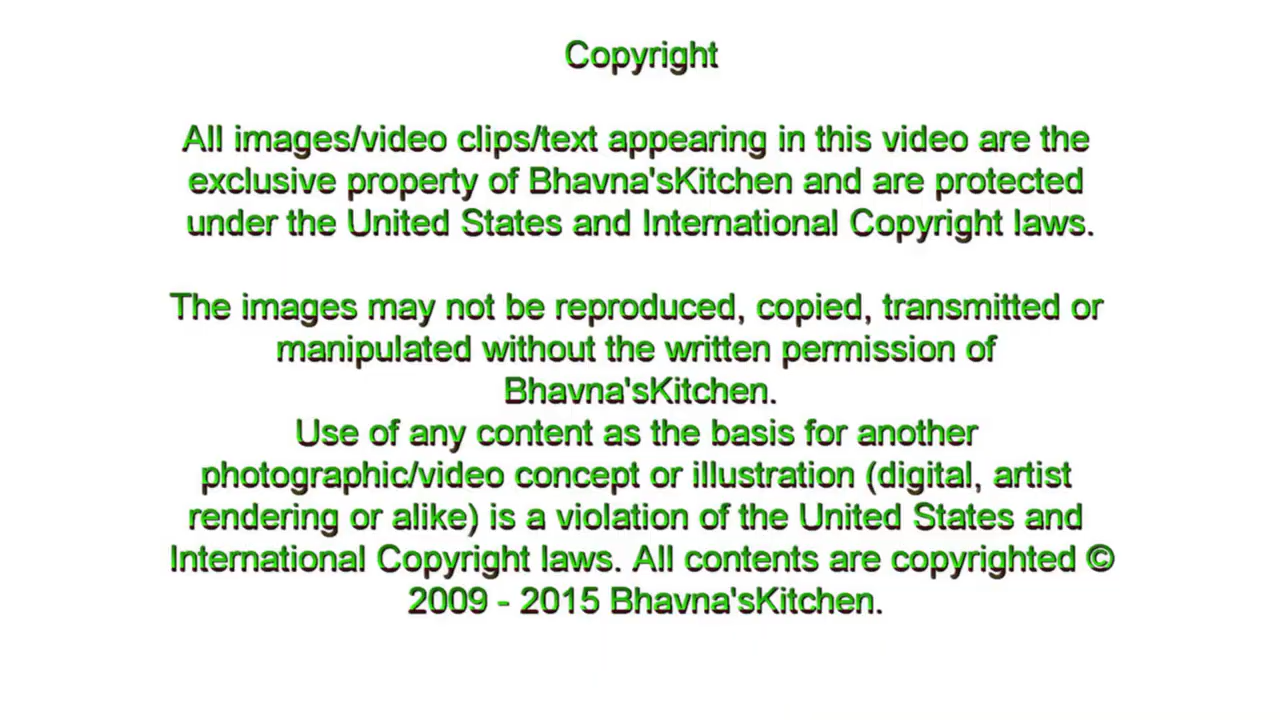 Copyright
All images/video clips/text appearing in this video are the
exclusive property of Bhavna'sKitchen and are protected
under the United States and International Copyright laws.
The images may not be reproduced, copied, transmitted or
manipulated without the written permission of
Bhavna'sKitchen.
Use of any content as the basis for another
photographic/video concept or illustration (digital, artist
rendering or alike) is a violation of the United States and
International Copyright laws. All contents are copyrighted ©
2009 - 2015 Bhavna'sKitchen.